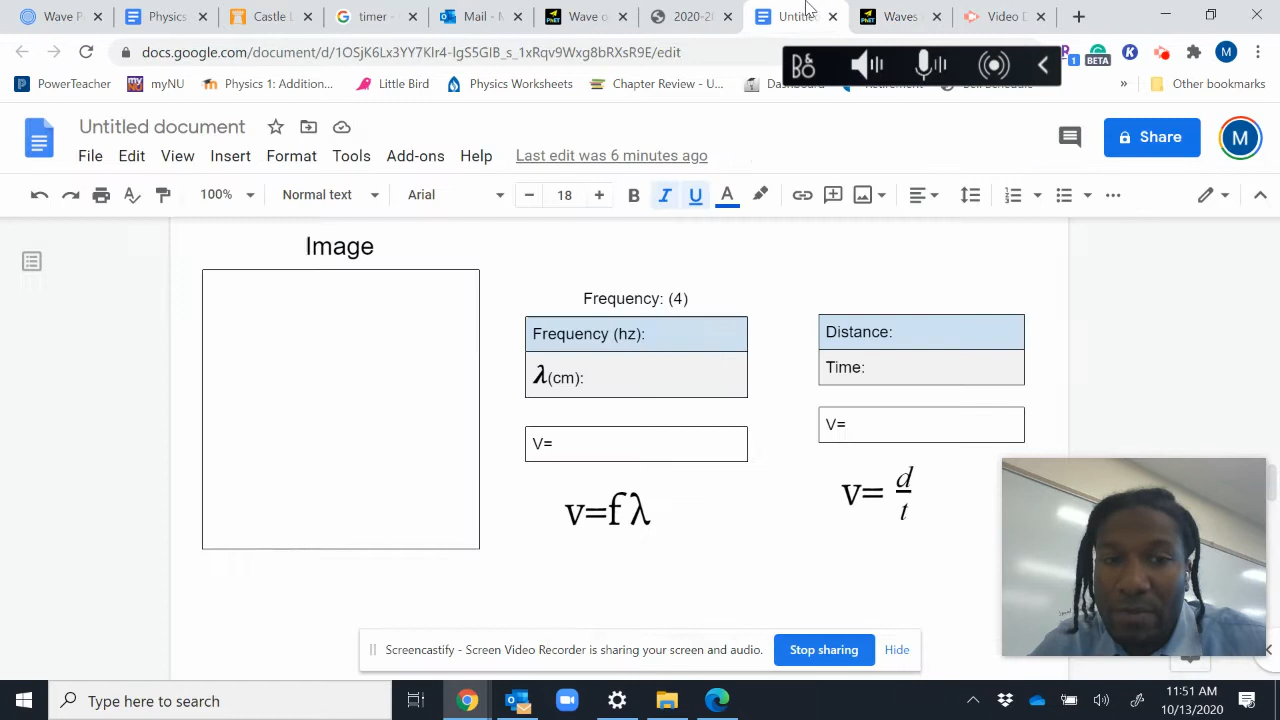 Wave P
Physics
Castle
timer -
Mail - M
Wave o
2020-2
Untitle
Waves
Video D
docs.google.com/document/d/1OSjK6Lx3YY7KIr4-lgS5GIB_s_1xRqv9Wxg8bRXsR9E/edit
BETA
1
K
M
PowerTeacher
myNU
Physics 1: Addition...
Little Bird
Physics Worksheets
Chapter Review - U...
»
Other bookmarks
Untitled document
Share
M
File Edit View Insert Format Tools Add-ons Help Last edit was 6 minutes ago
100% Normal text Arial 18 B I U A
Image
Frequency: (4)
Frequency (hz):
λ(cm):
V=
v=f λ
Distance:
Time:
V=
v= d/t
Screencastify - Screen Video Recorder is sharing your screen and audio. Stop sharing Hide
Type here to search
11:51 AM
10/13/2020